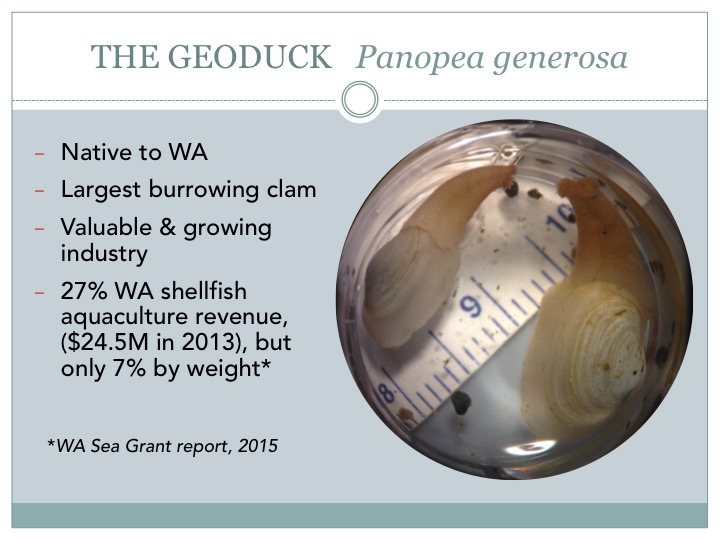 THE GEODUCK Panopea generosa
– Native to WA
– Largest burrowing clam
– Valuable & growing
industry
– 27% WA shellfish
aquaculture revenue,
($24.5M in 2013), but
only 7% by weight*
*WA Sea Grant report, 2015
10
9
8